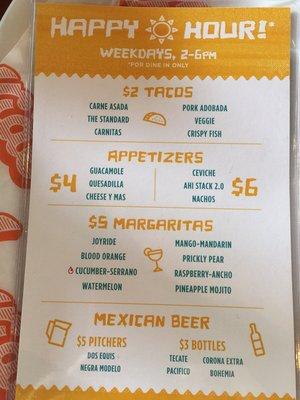 HAPPY HOUR!*
WEEKDAYS, 2-6PM
*FOR DINE IN ONLY
$2 TACOS
CARNE ASADA
THE STANDARD
CARNITAS
PORK ADOBADA
VEGGIE
CRISPY FISH
APPETIZERS
$4
GUACAMOLE
QUESADILLA
CHEESE Y MAS
CEVICHE
AHI STACK 2.0
NACHOS
$6
$5 MARGARITAS
JOYRIDE
BLOOD ORANGE
CUCUMBER-SERRANO
WATERMELON
MANGO-MANDARIN
PRICKLY PEAR
RASPBERRY-ANCHO
PINEAPPLE MOJITO
MEXICAN BEER
$5 PITCHERS
DOS EQUIS
NEGRA MODELO
$3 BOTTLES
TECATE
PACIFICO
CORONA EXTRA
BOHEMIA